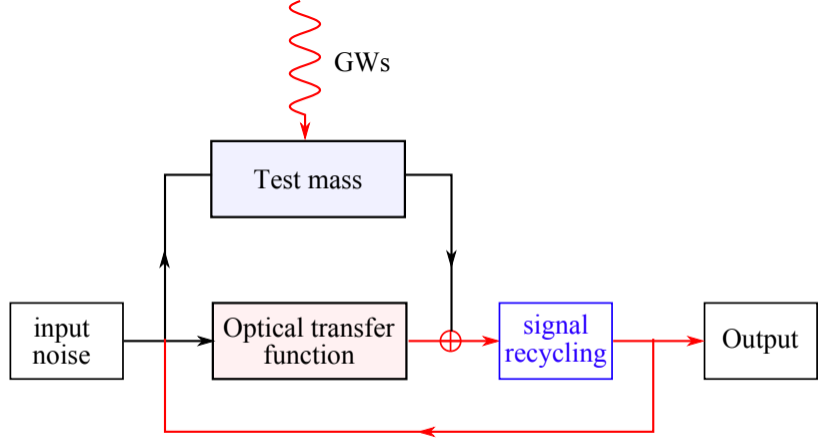 GWs
Test mass
input
noise
Optical transfer
function
signal
recycling
Output